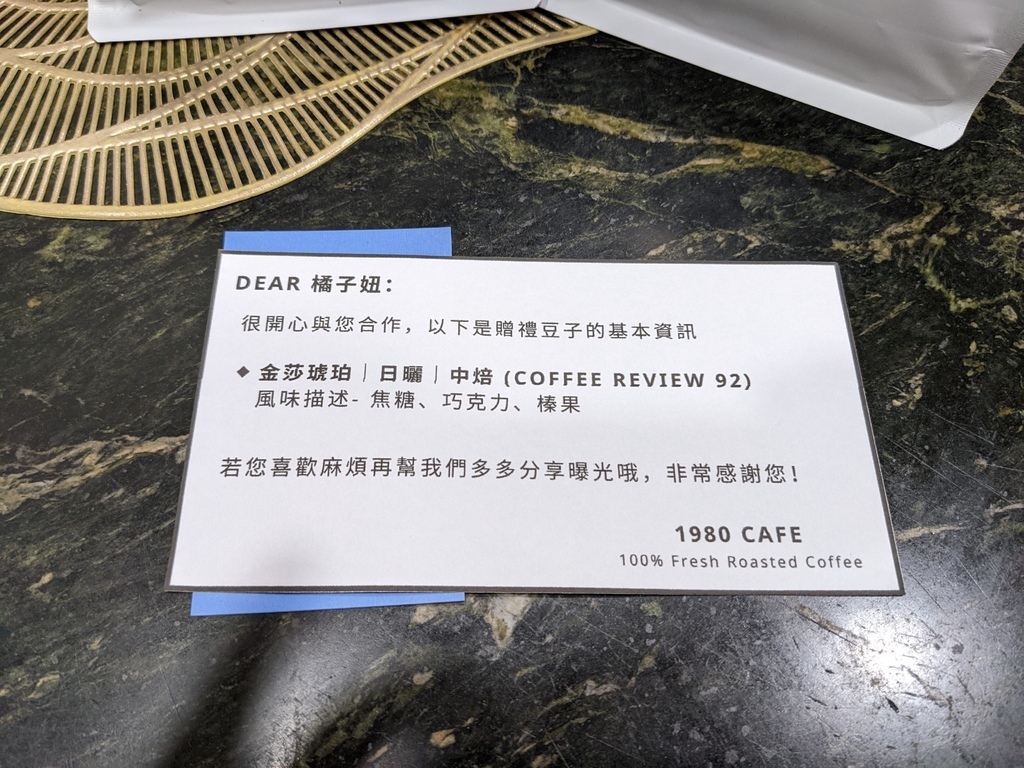 DEAR 橘子妞：
很開心與您合作，以下是贈禮豆子的基本資訊
◆ 金莎琥珀｜日曬｜中焙 (COFFEE REVIEW 92)
風味描述- 焦糖、巧克力、榛果
若您喜歡麻煩再幫我們多多分享曝光哦，非常感謝您！
1980 CAFE
100% Fresh Roasted Coffee